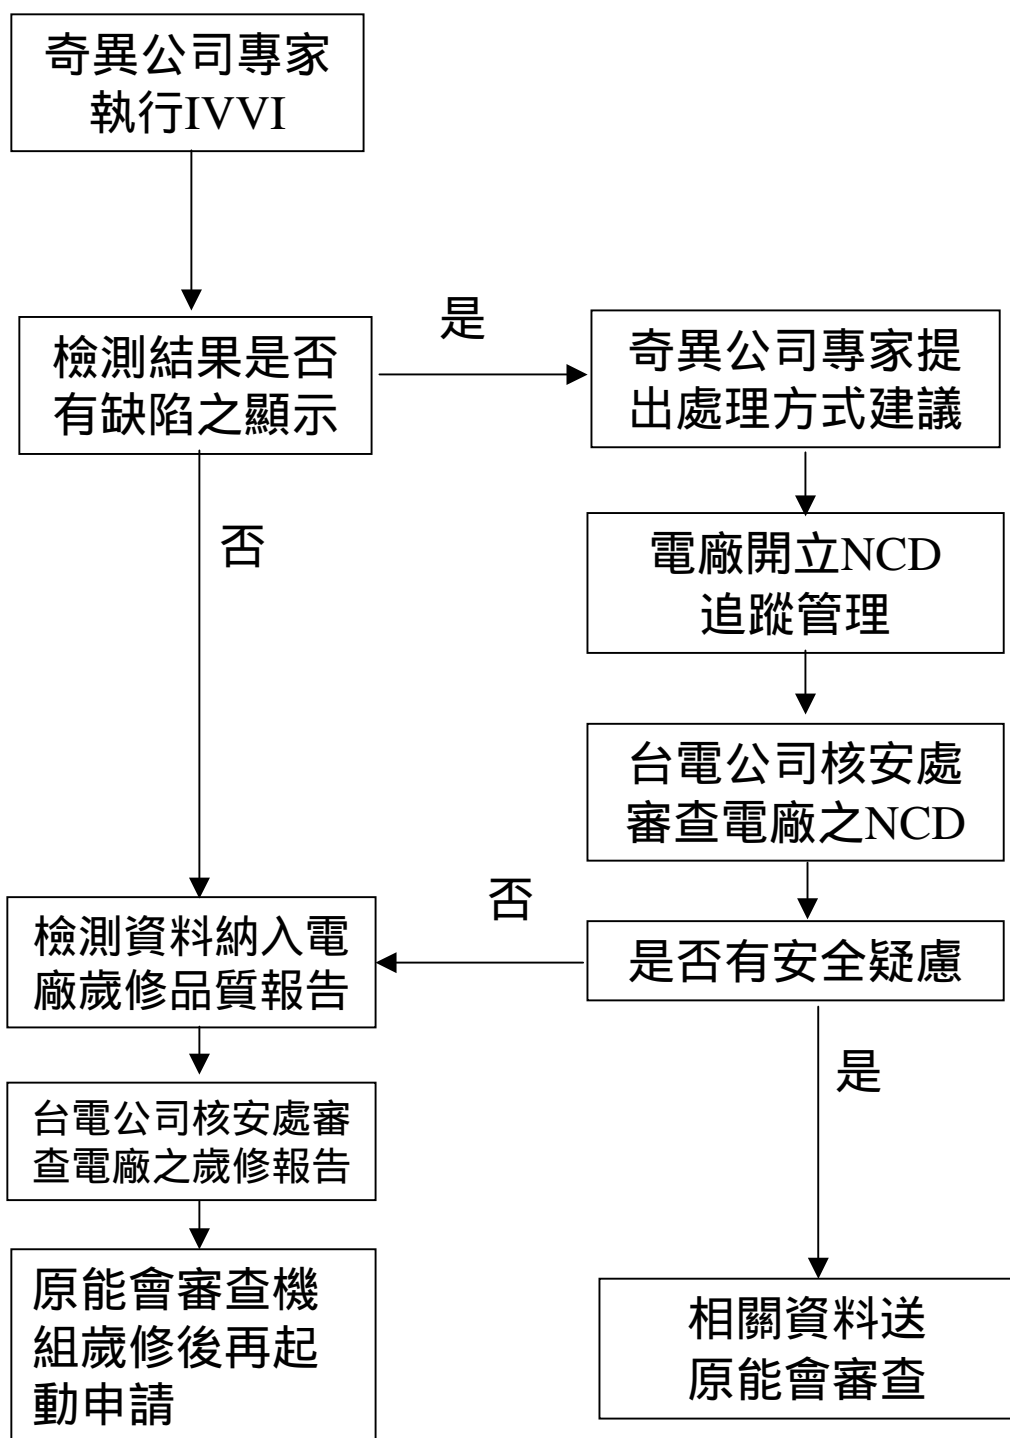 奇異公司專家
執行IVVI
檢測結果是否
有缺陷之顯示
是
奇異公司專家提
出處理方式建議
否
電廠開立NCD
追蹤管理
台電公司核安處
審查電廠之NCD
否
檢測資料納入電
廠歲修品質報告
是否有安全疑慮
是
台電公司核安處審
查電廠之歲修報告
原能會審查機
組歲修後再起
動申請
相關資料送
原能會審查